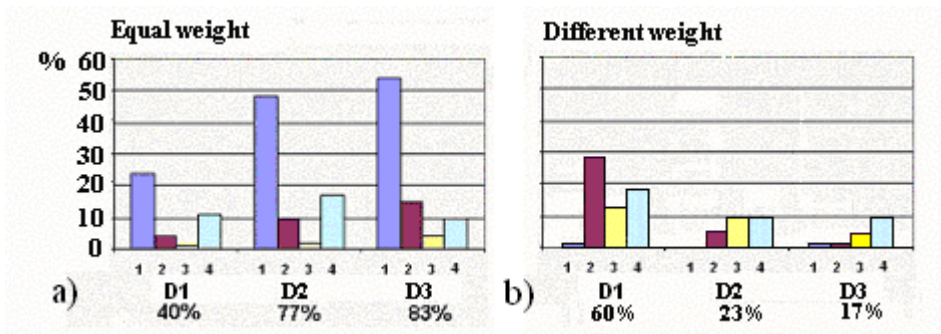 Equal weight
% 60
50
40
30
20
10
0
1 2 3 4 1 2 3 4 1 2 3 4
a) D1 D2 D3
40% 77% 83%
Different weight
1 2 3 4 1 2 3 4 1 2 3 4
b) D1 D2 D3
60% 23% 17%